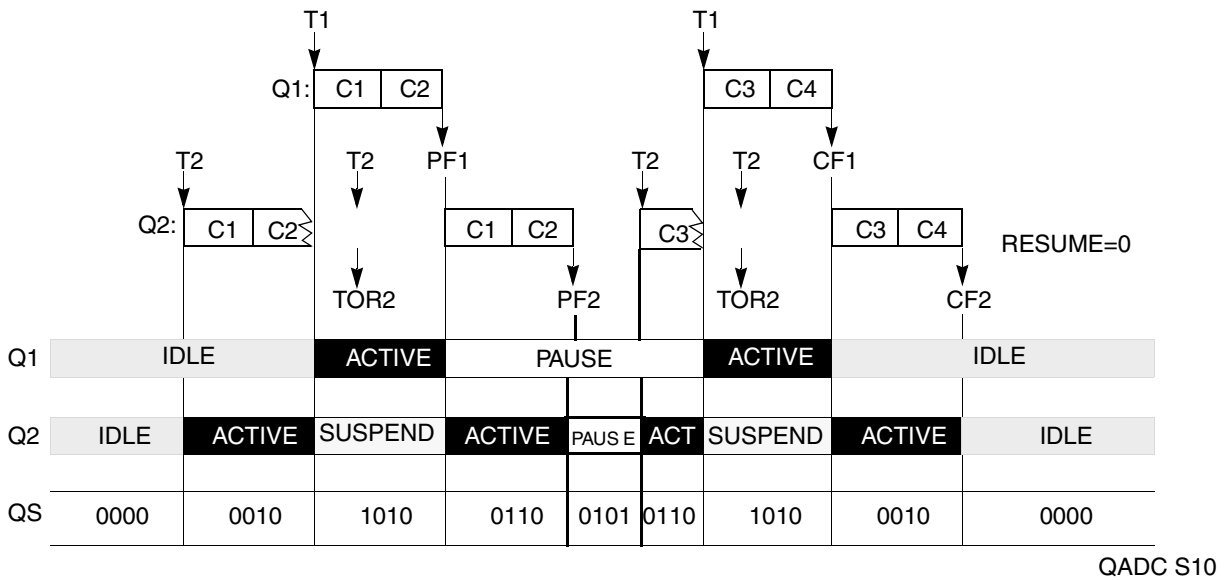 T1 T1
Q1: C1 C2 C3 C4
T2 T2 PF1 T2 T2 CF1
Q2: C1 C2 C1 C2 C3 C3 C4 RESUME=0
TOR2 PF2 TOR2 CF2
Q1 IDLE ACTIVE PAUSE ACTIVE IDLE
Q2 IDLE ACTIVE SUSPEND ACTIVE PAUS E ACT SUSPEND ACTIVE IDLE
QS 0000 0010 1010 0110 0101 0110 1010 0010 0000
QADC S10